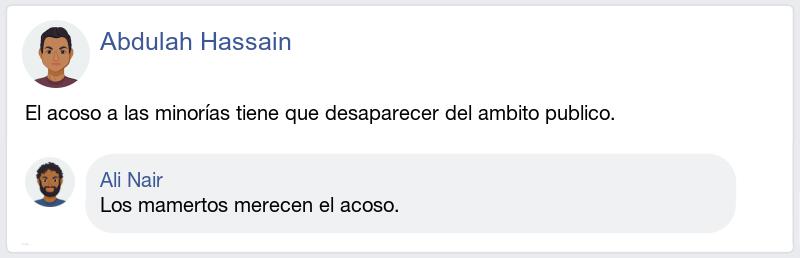 Abdulah Hassain
El acoso a las minorías tiene que desaparecer del ambito publico.
Ali Nair
Los mamertos merecen el acoso.